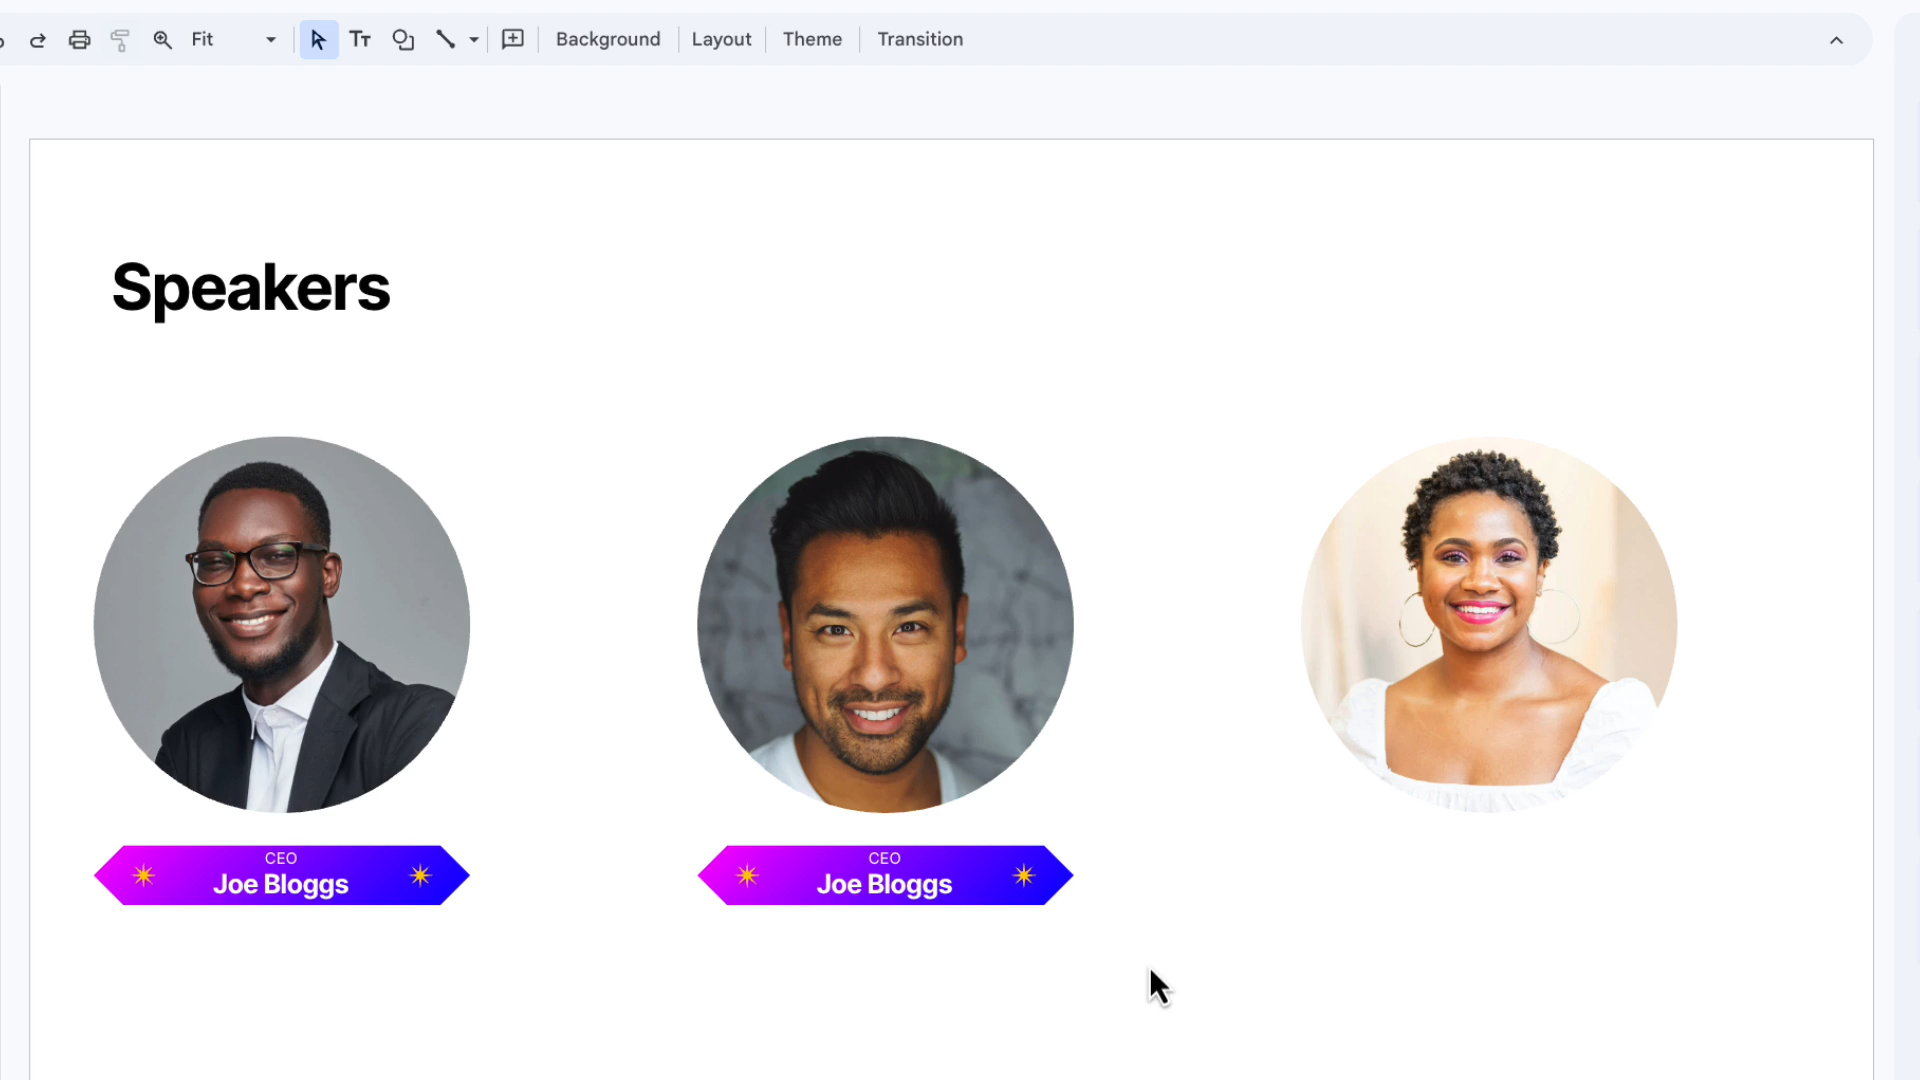 Fit Background Layout Theme Transition
Speakers
CEO
Joe Bloggs
CEO
Joe Bloggs